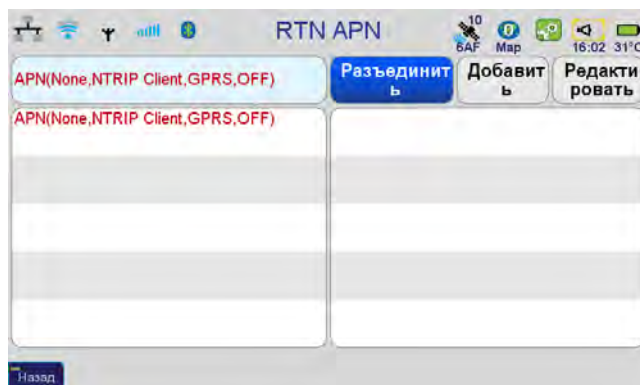 RTN APN
10
6AF
Map
16:02 31°C
APN(None,NTRIP Client,GPRS,OFF)
Разъединит
ь
Добавит
ь
Редакти
ровать
APN(None,NTRIP Client,GPRS,OFF)
Назад